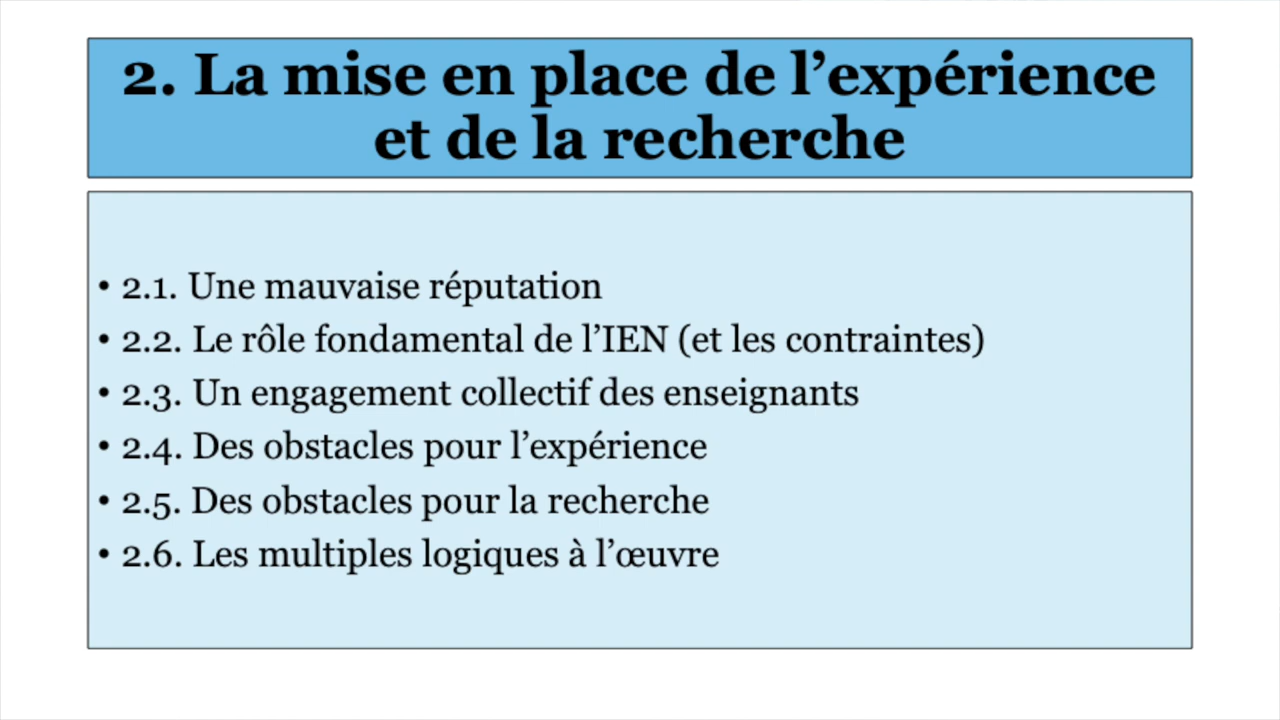 2. La mise en place de l’expérience
et de la recherche
• 2.1. Une mauvaise réputation
• 2.2. Le rôle fondamental de l’IEN (et les contraintes)
• 2.3. Un engagement collectif des enseignants
• 2.4. Des obstacles pour l’expérience
• 2.5. Des obstacles pour la recherche
• 2.6. Les multiples logiques à l’œuvre